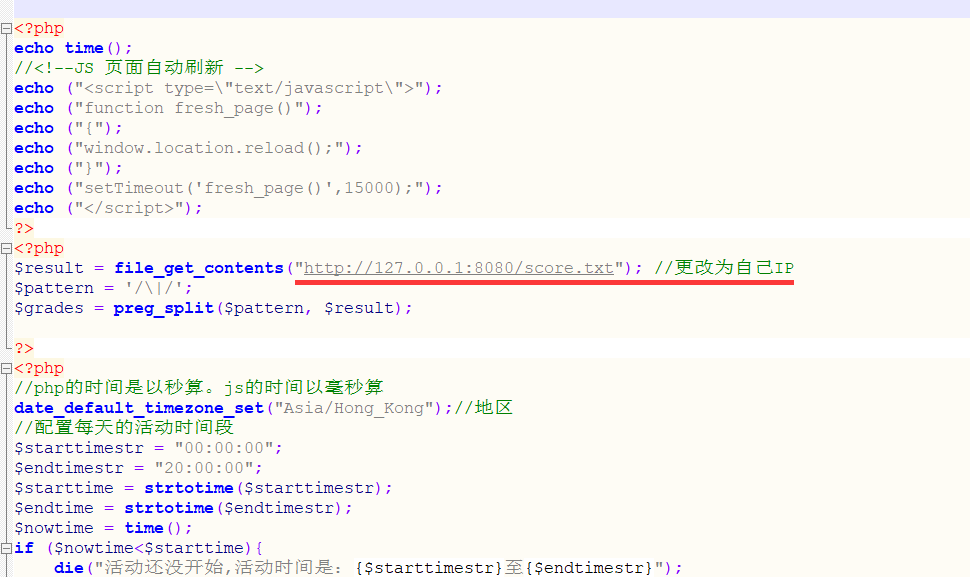 <?php
echo time();
//<!--JS 页面自动刷新 -->
echo ("<script type=\"text/javascript\">");
echo ("function fresh_page()");
echo ("{");
echo ("window.location.reload();");
echo ("}");
echo ("setTimeout('fresh_page()',15000);");
echo ("</script>");
?>
<?php
$result = file_get_contents("http://127.0.0.1:8080/score.txt"); //更改为自己IP
$pattern = '/\|/';
$grades = preg_split($pattern, $result);
?>
<?php
//php的时间是以秒算。js的时间以毫秒算
date_default_timezone_set("Asia/Hong_Kong");//地区
//配置每天的活动时间段
$starttimestr = "00:00:00";
$endtimestr = "20:00:00";
$starttime = strtotime($starttimestr);
$endtime = strtotime($endtimestr);
$nowtime = time();
if ($nowtime<$starttime){
    die("活动还没开始,活动时间是：{$starttimestr}至{$endtimestr}");